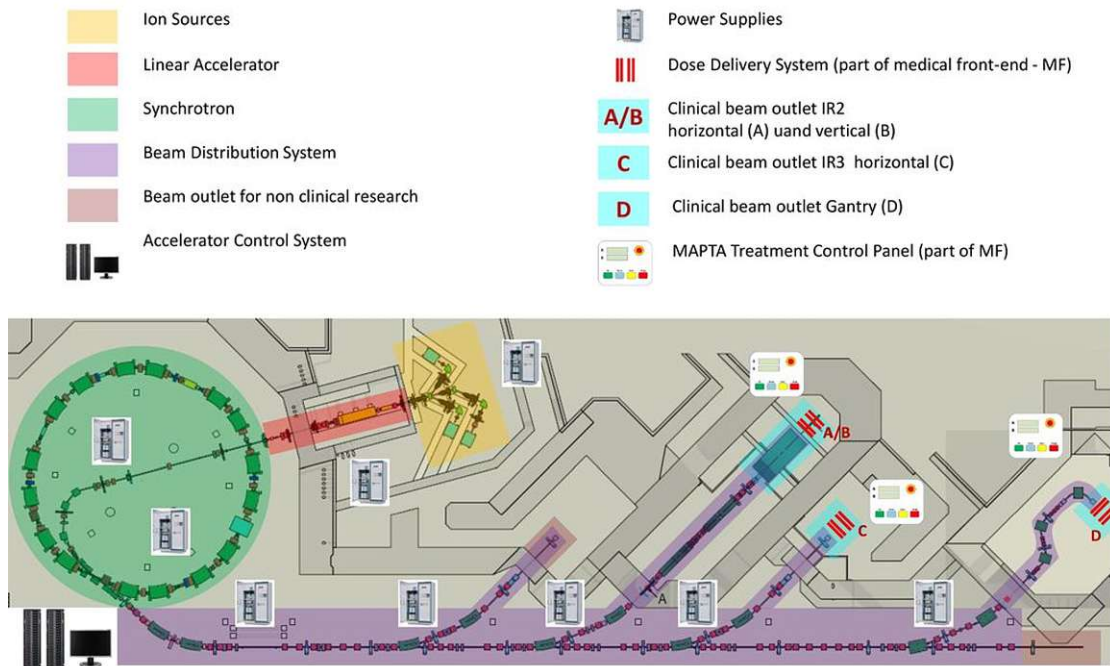 Ion Sources
Linear Accelerator
Synchrotron
Beam Distribution System
Beam outlet for non clinical research
Accelerator Control System
Power Supplies
Dose Delivery System (part of medical front-end - MF)
A/B
Clinical beam outlet IR2
horizontal (A) uand vertical (B)
C
Clinical beam outlet IR3 horizontal (C)
D
Clinical beam outlet Gantry (D)
MAPTA Treatment Control Panel (part of MF)
A/B
C
D
A